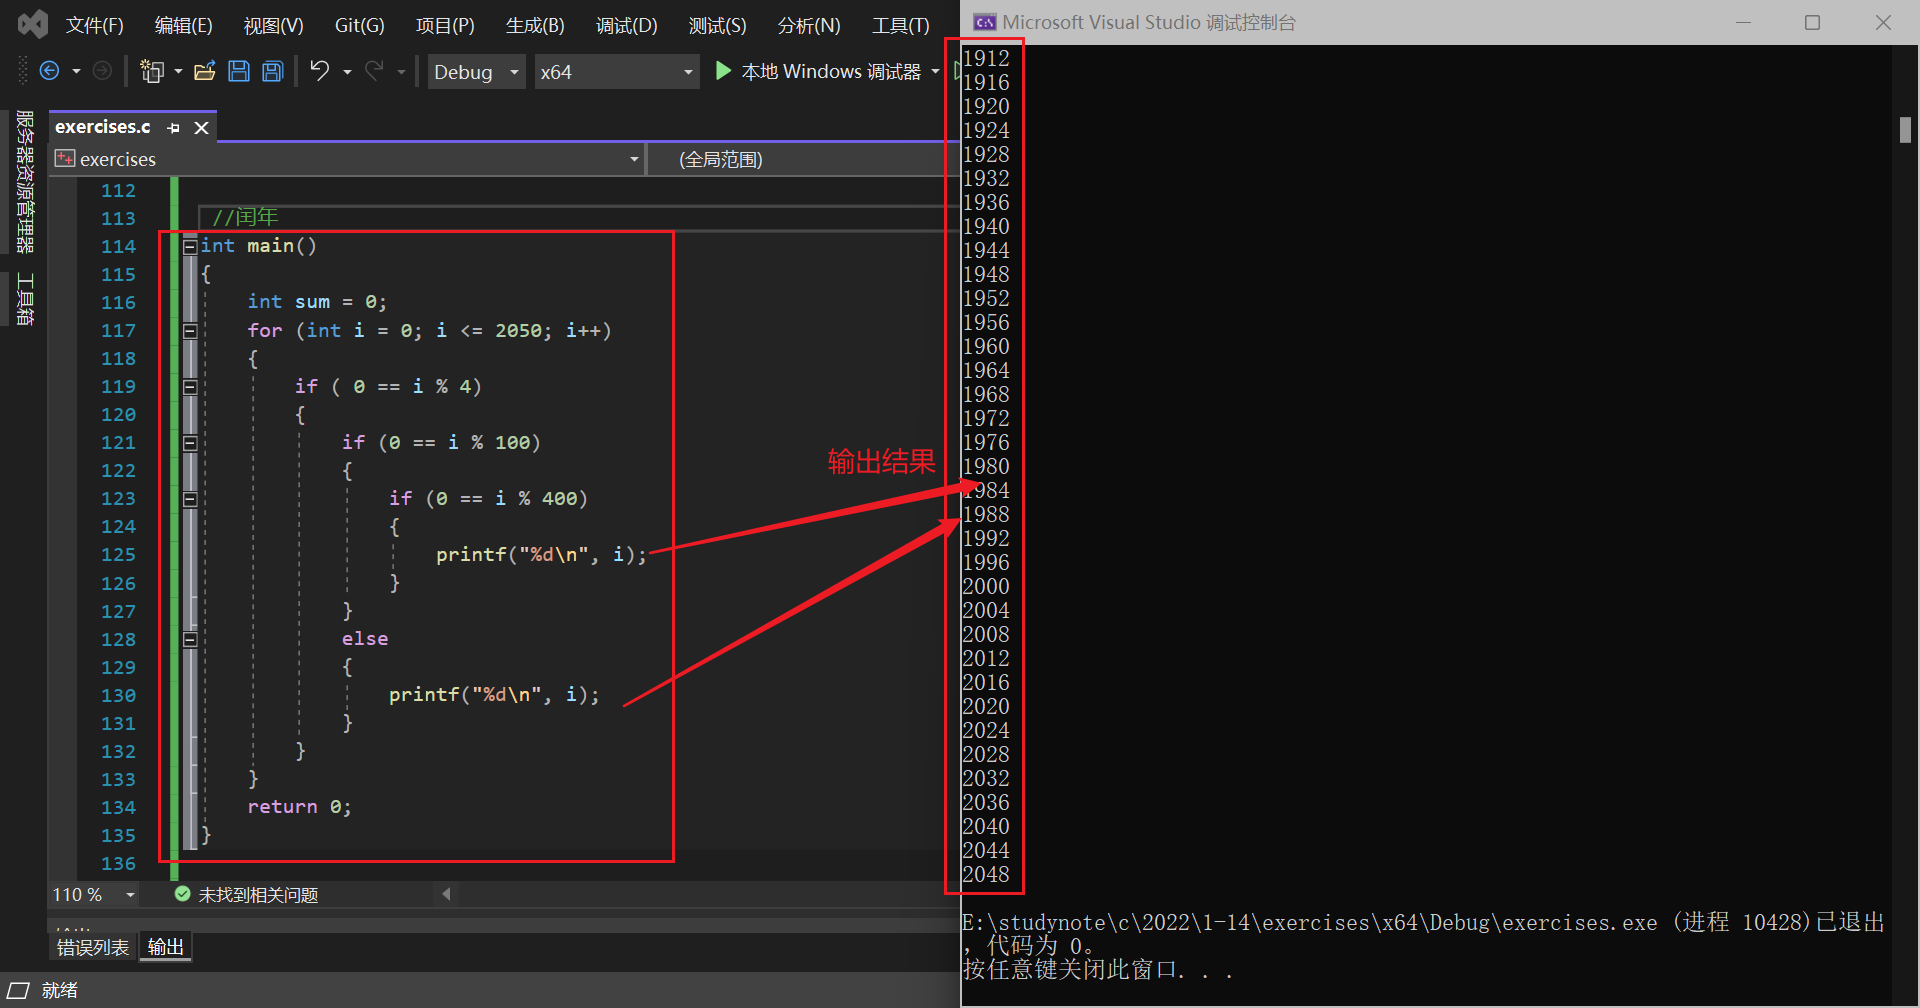 文件(F) 编辑(E) 视图(V) Git(G) 项目(P) 生成(B) 调试(D) 测试(S) 分析(N) 工具(T)
Debug x64 本地 Windows 调试器
服务器资源管理器
工具箱
exercises.c
exercises (全局范围)
112
113 //闰年
114 int main()
115 {
116 int sum = 0;
117 for (int i = 0; i <= 2050; i++)
118 {
119 if ( 0 == i % 4)
120 {
121 if (0 == i % 100)
122 {
123 if (0 == i % 400)
124 {
125 printf("%d\n", i);
126 }
127 }
128 else
129 {
130 printf("%d\n", i);
131 }
132 }
133 }
134 return 0;
135 }
136
110 % 未找到相关问题
错误列表 输出
就绪
输出结果
Microsoft Visual Studio 调试控制台
1912
1916
1920
1924
1928
1932
1936
1940
1944
1948
1952
1956
1960
1964
1968
1972
1976
1980
1984
1988
1992
1996
2000
2004
2008
2012
2016
2020
2024
2028
2032
2036
2040
2044
2048
E:\studynote\c\2022\1-14\exercises\x64\Debug\exercises.exe (进程 10428)已退出
，代码为 0。
按任意键关闭此窗口. . .